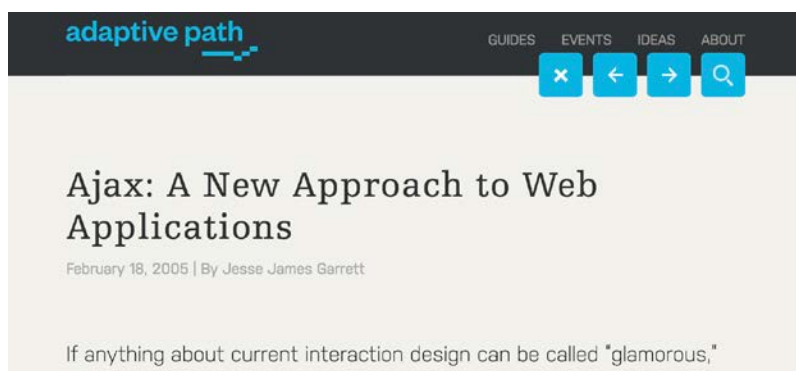 adaptive path
GUIDES EVENTS IDEAS ABOUT
Ajax: A New Approach to Web
Applications
February 18, 2005 | By Jesse James Garrett
If anything about current interaction design can be called "glamorous,"